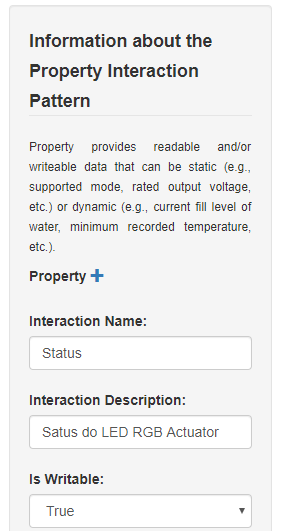 Information about the
Property Interaction
Pattern
Property provides readable and/or
writeable data that can be static (e.g.,
supported mode, rated output voltage,
etc.) or dynamic (e.g., current fill level of
water, minimum recorded temperature,
etc.).
Property +
Interaction Name:
Status
Interaction Description:
Satus do LED RGB Actuator
Is Writable:
True